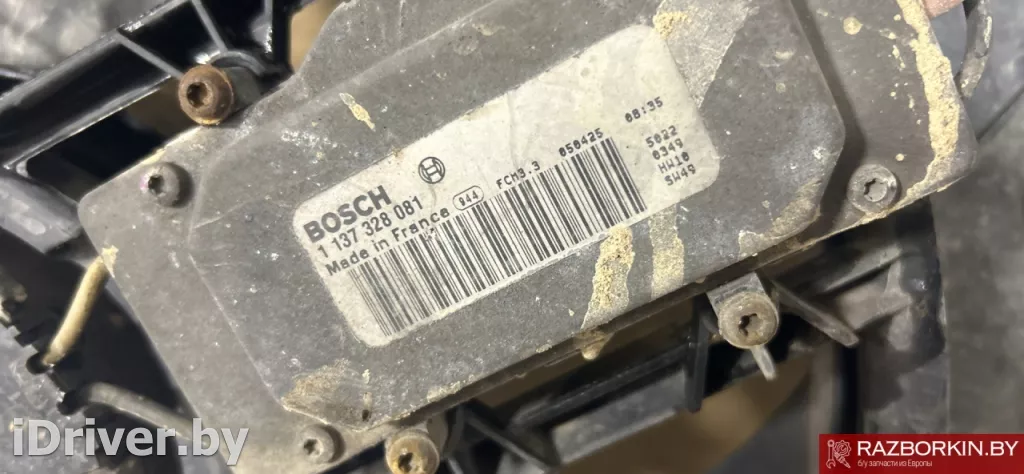 BOSCH
1 137 328 081
Made in France
944
FCM3.3
050425
08:35
5022
0349
HW10
SW49
iDriver.by
RAZBORKIN.BY
б/у запчасти из Европы